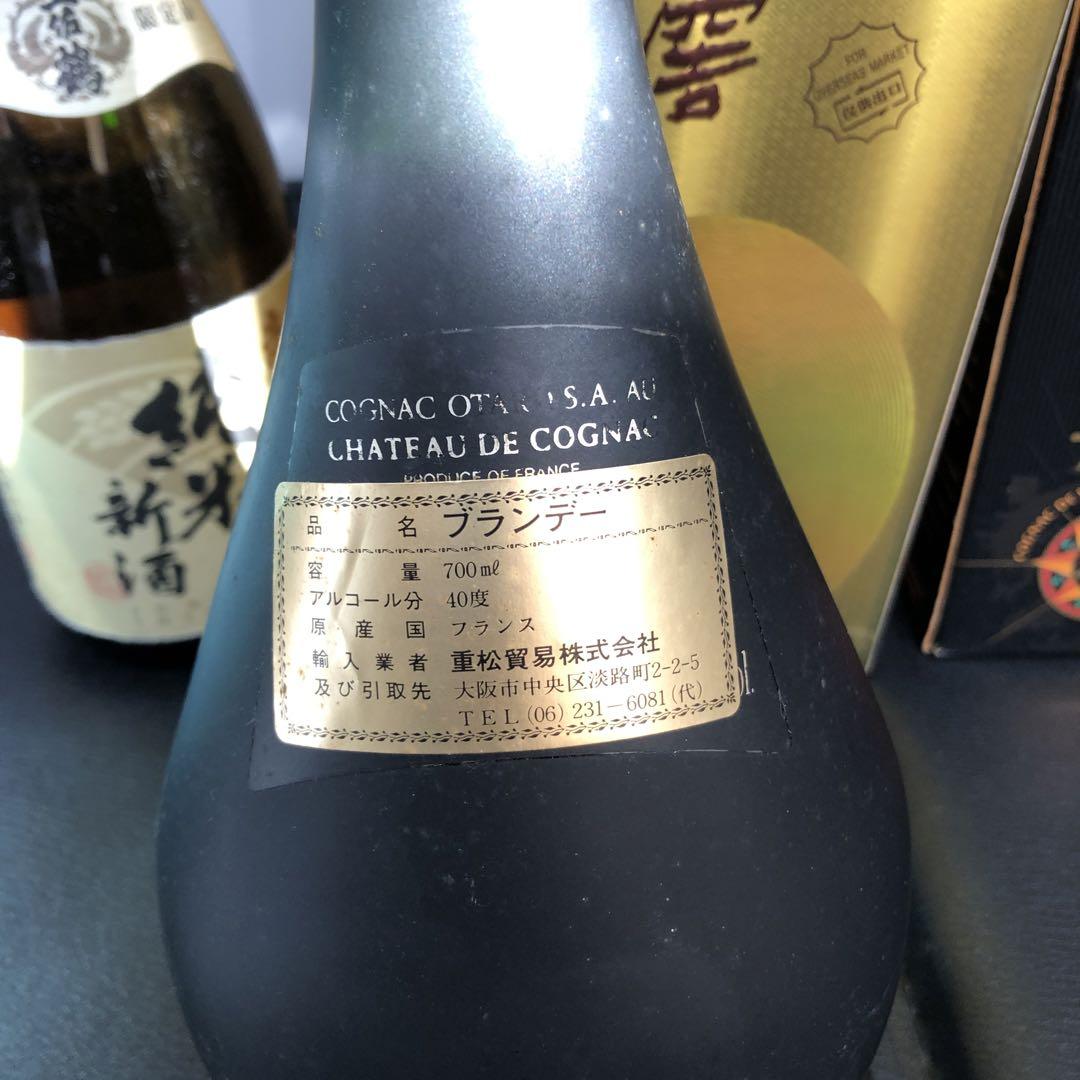 COGNAC OTA S.A. AU
CHATEAU DE COGNAC
PRODUCE OF FRANCE
品名 ブランデー
容量 700ml
アルコール分 40度
原産国 フランス
輸入業者 重松貿易株式会社
及び引取先 大阪市中央区淡路町2-2-5
TEL (06) 231-6081 (代)
純米
新酒
FOR
OVERSEAS MARKET